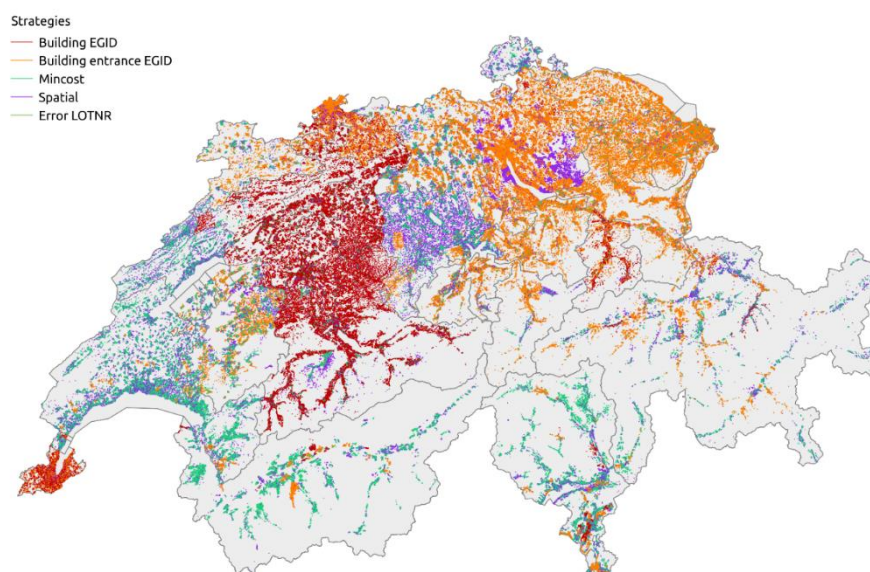 Strategies
Building EGID
Building entrance EGID
Mincost
Spatial
Error LOTNR